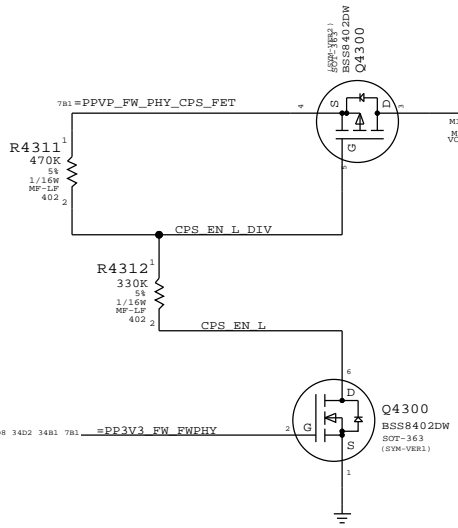 Q4300
BSS8402DW
SOT-363
(SYM-VER2)
7B1
=PPVP_FW_PHY_CPS_FET
4
S
D
3
G
5
R4311
1
470K
5%
1/16W
MF-LF
402
2
CPS_EN_L_DIV
R4312
1
330K
5%
1/16W
MF-LF
402
2
CPS_EN_L
6
D
Q4300
BSS8402DW
SOT-363
(SYM-VER1)
34D2 34B1 7B1
=PP3V3_FW_FWPHY
2
G
S
1